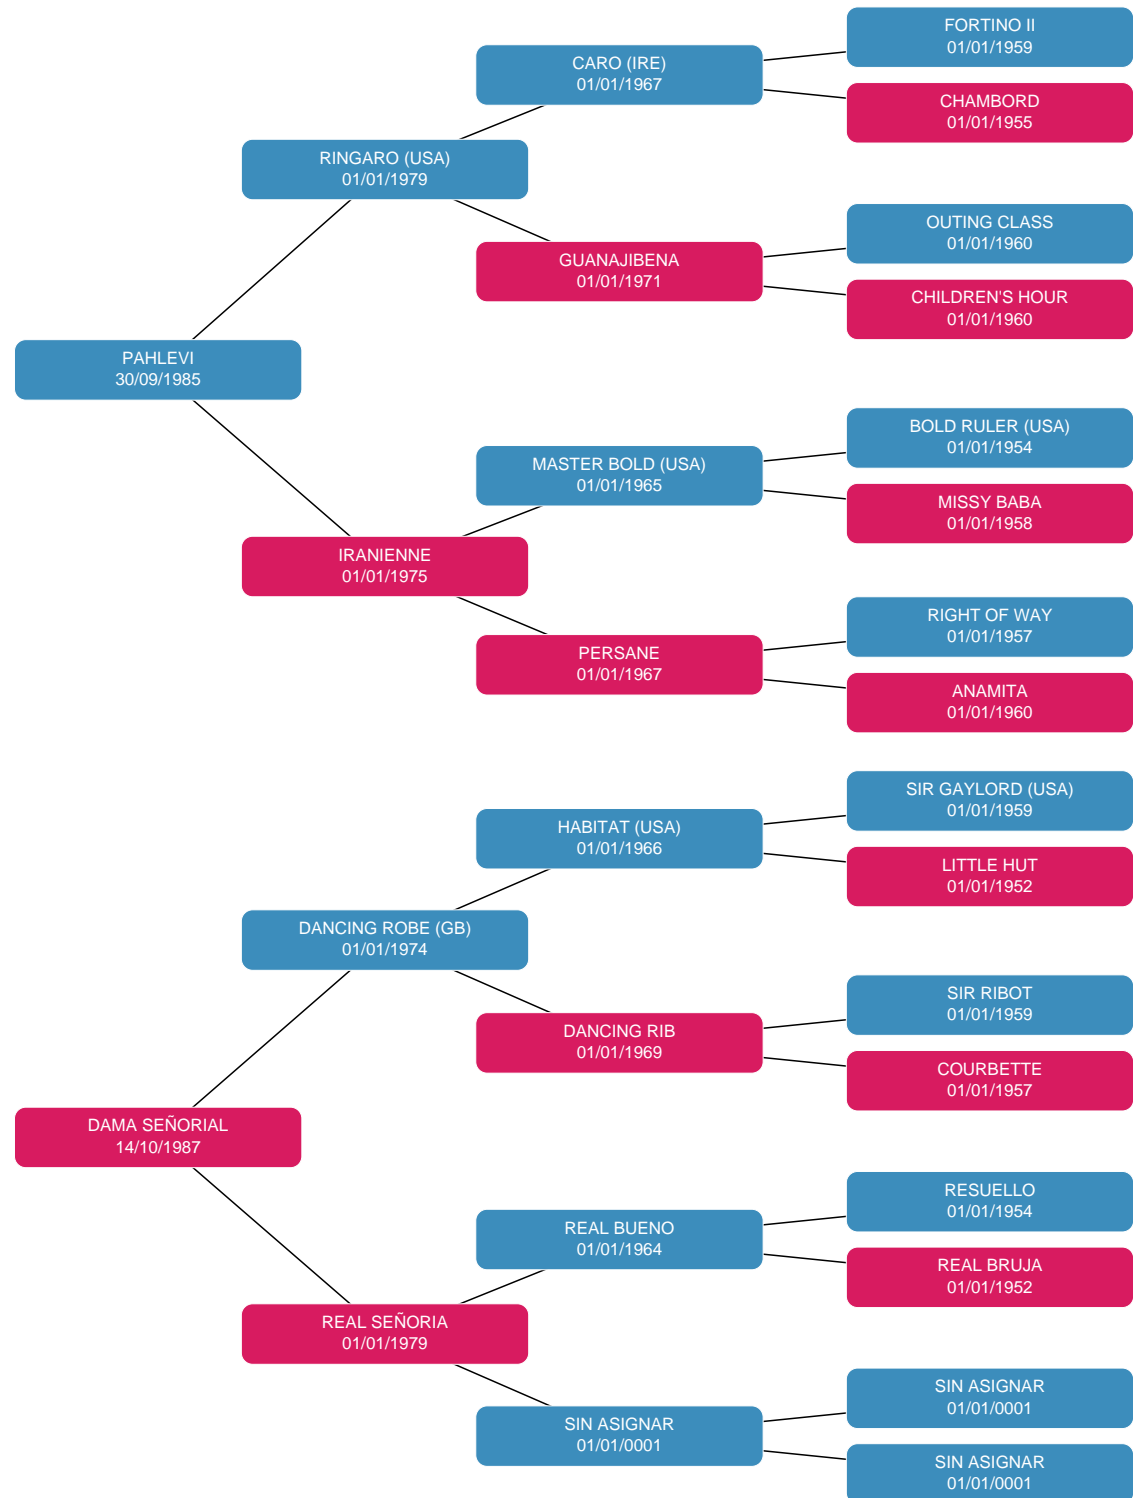 FORTINO II
01/01/1959
CARO (IRE)
01/01/1967
CHAMBORD
01/01/1955
RINGARO (USA)
01/01/1979
OUTING CLASS
01/01/1960
GUANAJIBENA
01/01/1971
CHILDREN'S HOUR
01/01/1960
PAHLEVI
30/09/1985
BOLD RULER (USA)
01/01/1954
MASTER BOLD (USA)
01/01/1965
MISSY BABA
01/01/1958
IRANIENNE
01/01/1975
RIGHT OF WAY
01/01/1957
PERSANE
01/01/1967
ANAMITA
01/01/1960
SIR GAYLORD (USA)
01/01/1959
HABITAT (USA)
01/01/1966
LITTLE HUT
01/01/1952
DANCING ROBE (GB)
01/01/1974
SIR RIBOT
01/01/1959
DANCING RIB
01/01/1969
COURBETTE
01/01/1957
DAMA SEÑORIAL
14/10/1987
RESUELLO
01/01/1954
REAL BUENO
01/01/1964
REAL BRUJA
01/01/1952
REAL SEÑORIA
01/01/1979
SIN ASIGNAR
01/01/0001
SIN ASIGNAR
01/01/0001
SIN ASIGNAR
01/01/0001